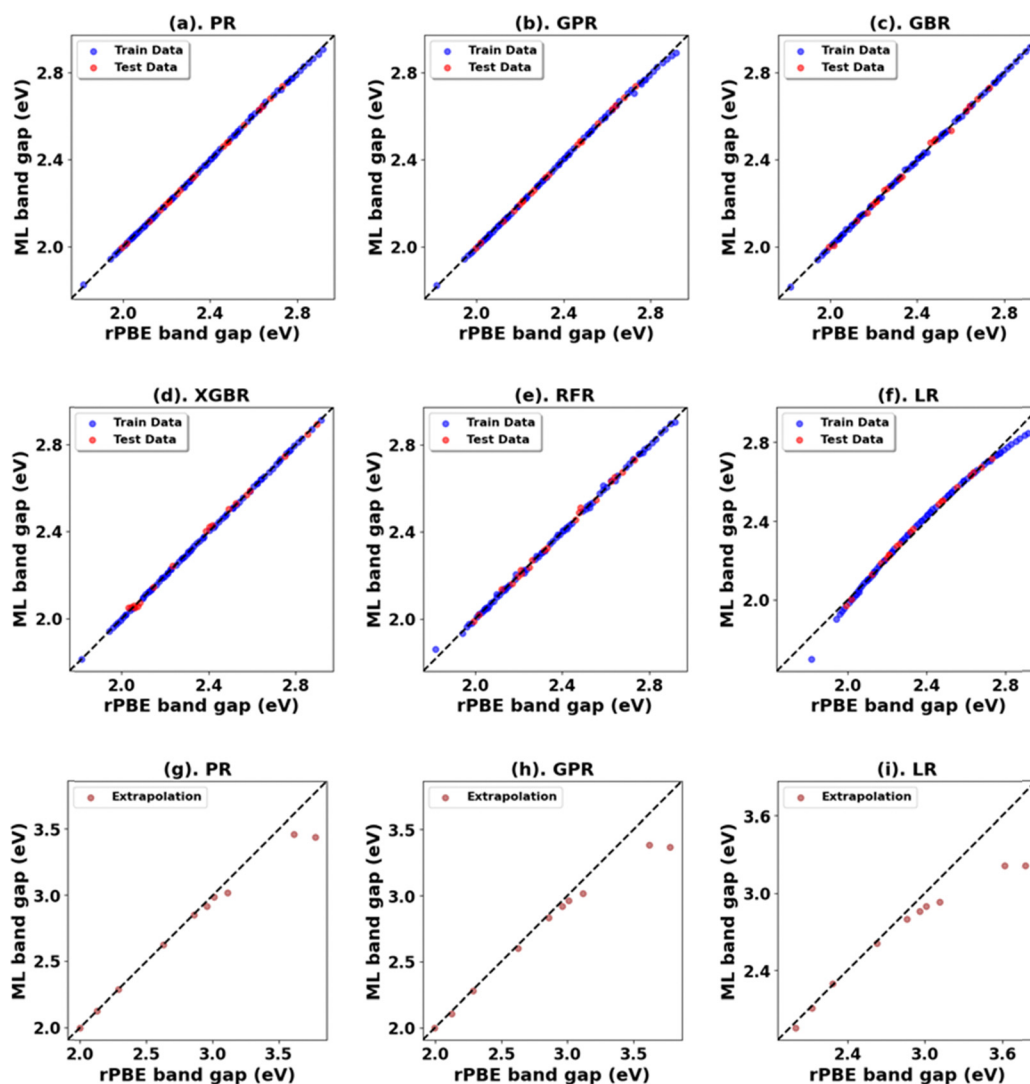 (a). PR
Train Data
Test Data
ML band gap (eV)
2.8
2.4
2.0
2.0 2.4 2.8
rPBE band gap (eV)
(b). GPR
Train Data
Test Data
ML band gap (eV)
2.8
2.4
2.0
2.0 2.4 2.8
rPBE band gap (eV)
(c). GBR
Train Data
Test Data
ML band gap (eV)
2.8
2.4
2.0
2.0 2.4 2.8
rPBE band gap (eV)
(d). XGBR
Train Data
Test Data
ML band gap (eV)
2.8
2.4
2.0
2.0 2.4 2.8
rPBE band gap (eV)
(e). RFR
Train Data
Test Data
ML band gap (eV)
2.8
2.4
2.0
2.0 2.4 2.8
rPBE band gap (eV)
(f). LR
Train Data
Test Data
ML band gap (eV)
2.8
2.4
2.0
2.0 2.4 2.8
rPBE band gap (eV)
(g). PR
Extrapolation
ML band gap (eV)
3.5
3.0
2.5
2.0
2.0 2.5 3.0 3.5
rPBE band gap (eV)
(h). GPR
Extrapolation
ML band gap (eV)
3.5
3.0
2.5
2.0
2.0 2.5 3.0 3.5
rPBE band gap (eV)
(i). LR
Extrapolation
ML band gap (eV)
3.6
3.0
2.4
2.4 3.0 3.6
rPBE band gap (eV)